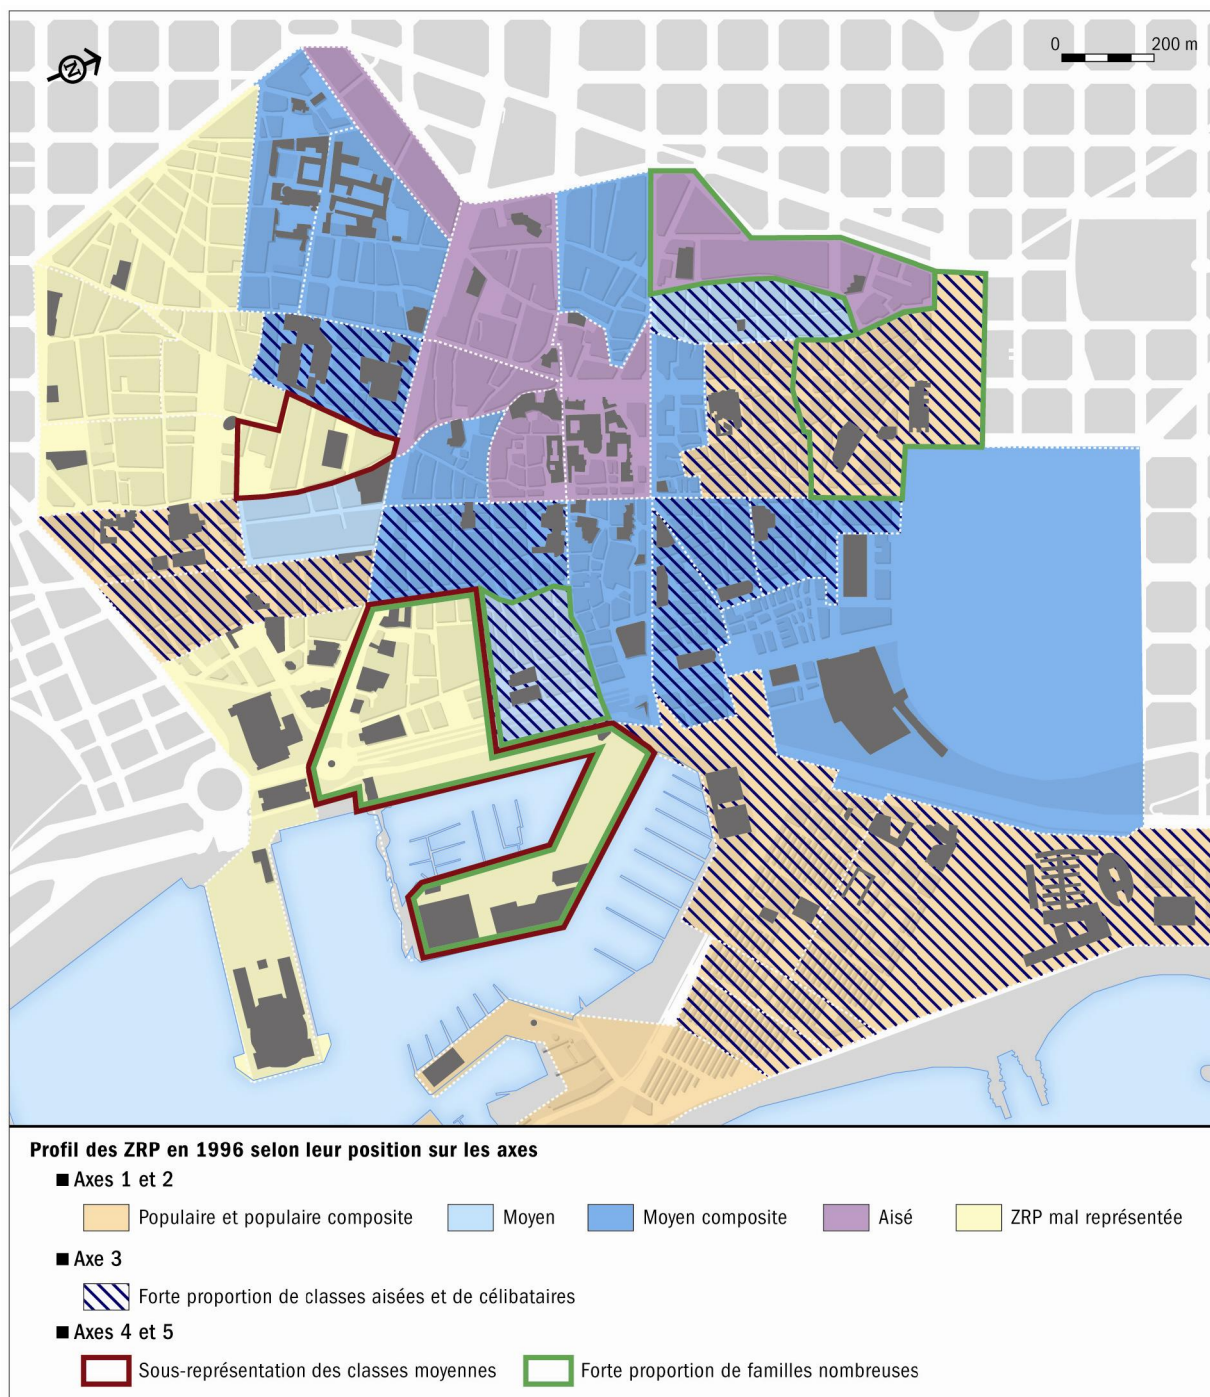 N
0 200 m
Profil des ZRP en 1996 selon leur position sur les axes
■ Axes 1 et 2
Populaire et populaire composite Moyen Moyen composite Aisé ZRP mal représentée
■ Axe 3
Forte proportion de classes aisées et de célibataires
■ Axes 4 et 5
Sous-représentation des classes moyennes Forte proportion de familles nombreuses